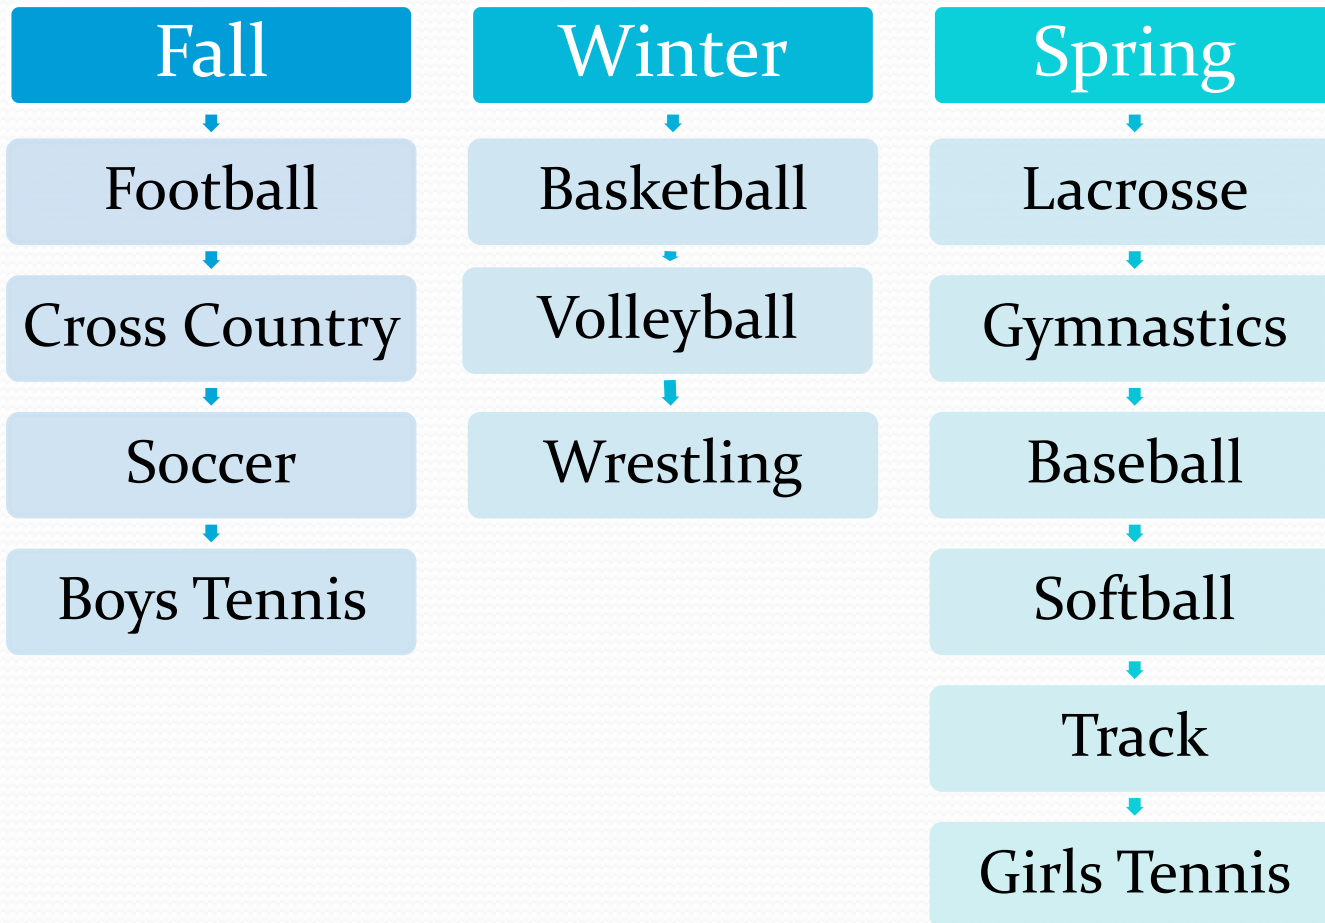 Fall
Football
Cross Country
Soccer
Boys Tennis
Winter
Basketball
Volleyball
Wrestling
Spring
Lacrosse
Gymnastics
Baseball
Softball
Track
Girls Tennis